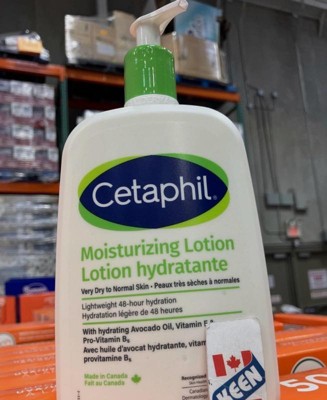 Cetaphil
Moisturizing Lotion
Lotion hydratante
Very Dry to Normal Skin • Peaux très sèches à normales
Lightweight 48-hour hydration
Hydratation légère de 48 heures
With hydrating Avocado Oil, Vitamin E
Pro-Vitamin B₅
Avec huile d'avocat hydratante,
provitamine B₅
Made in Canada
Fait au Canada
KEEN
50